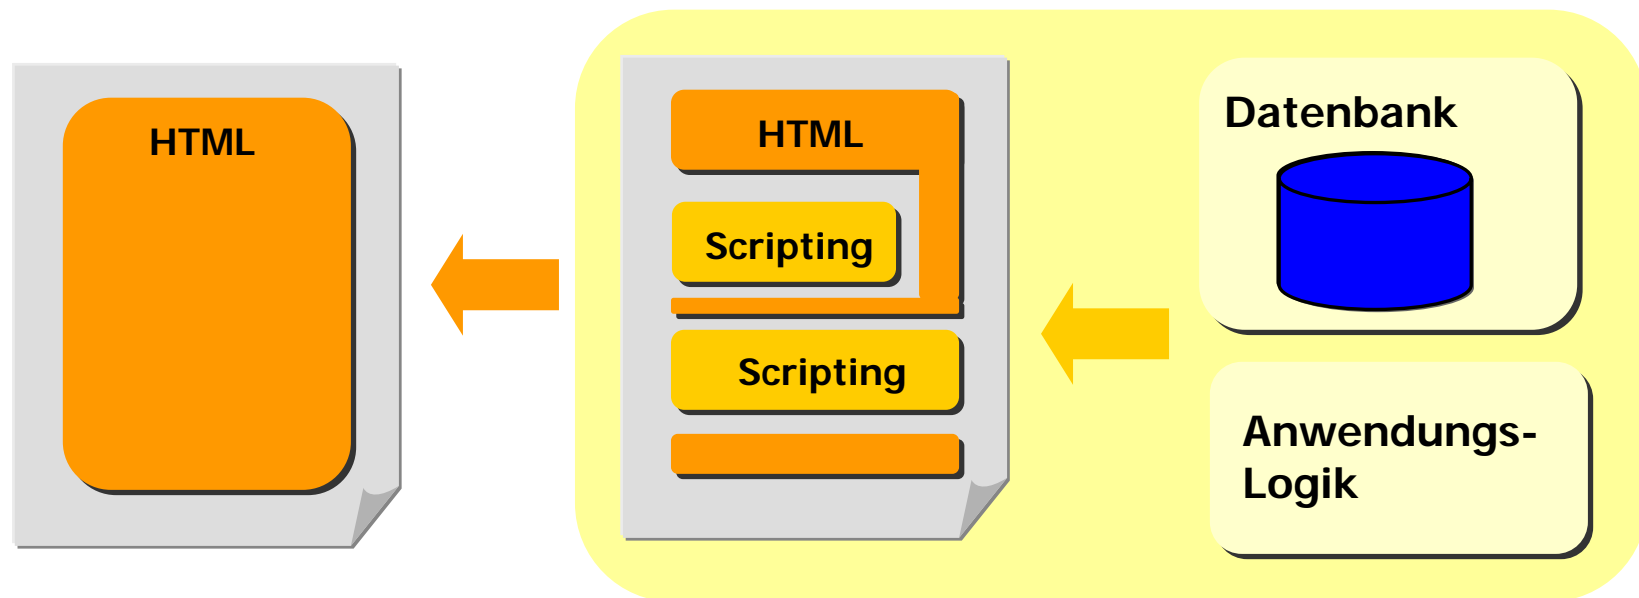 HTML
HTML
Scripting
Scripting
Datenbank
Anwendungs-
Logik